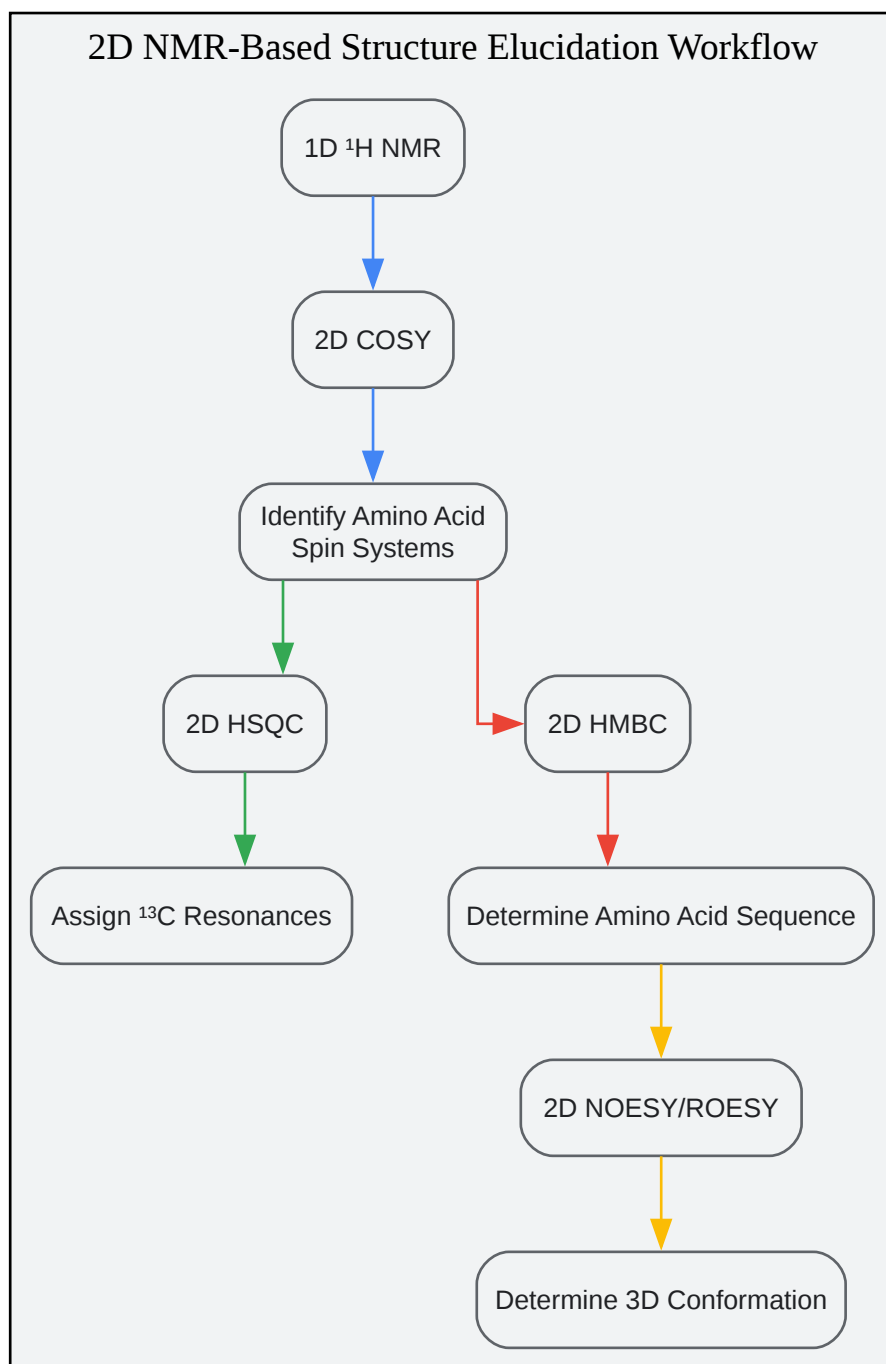 2D NMR-Based Structure Elucidation Workflow
1D ¹H NMR
2D COSY
Identify Amino Acid
Spin Systems
2D HSQC
2D HMBC
Assign ¹³C Resonances
Determine Amino Acid Sequence
2D NOESY/ROESY
Determine 3D Conformation